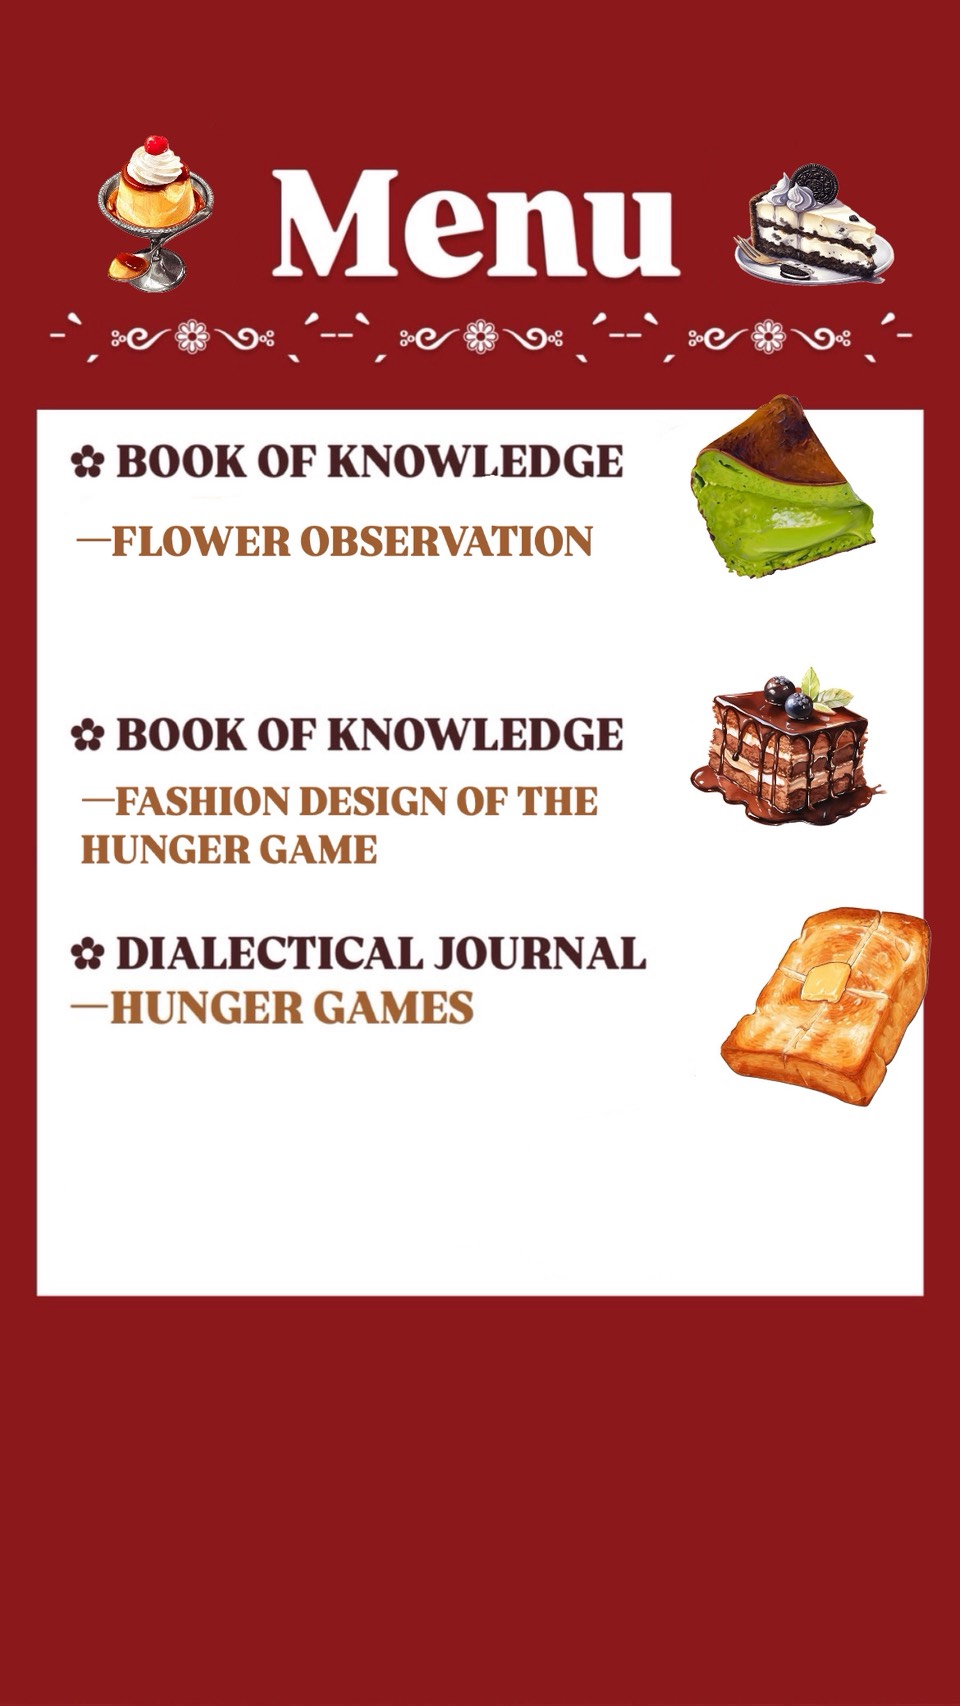 Menu
✿ BOOK OF KNOWLEDGE
—FLOWER OBSERVATION
✿ BOOK OF KNOWLEDGE
—FASHION DESIGN OF THE
HUNGER GAME
✿ DIALECTICAL JOURNAL
—HUNGER GAMES